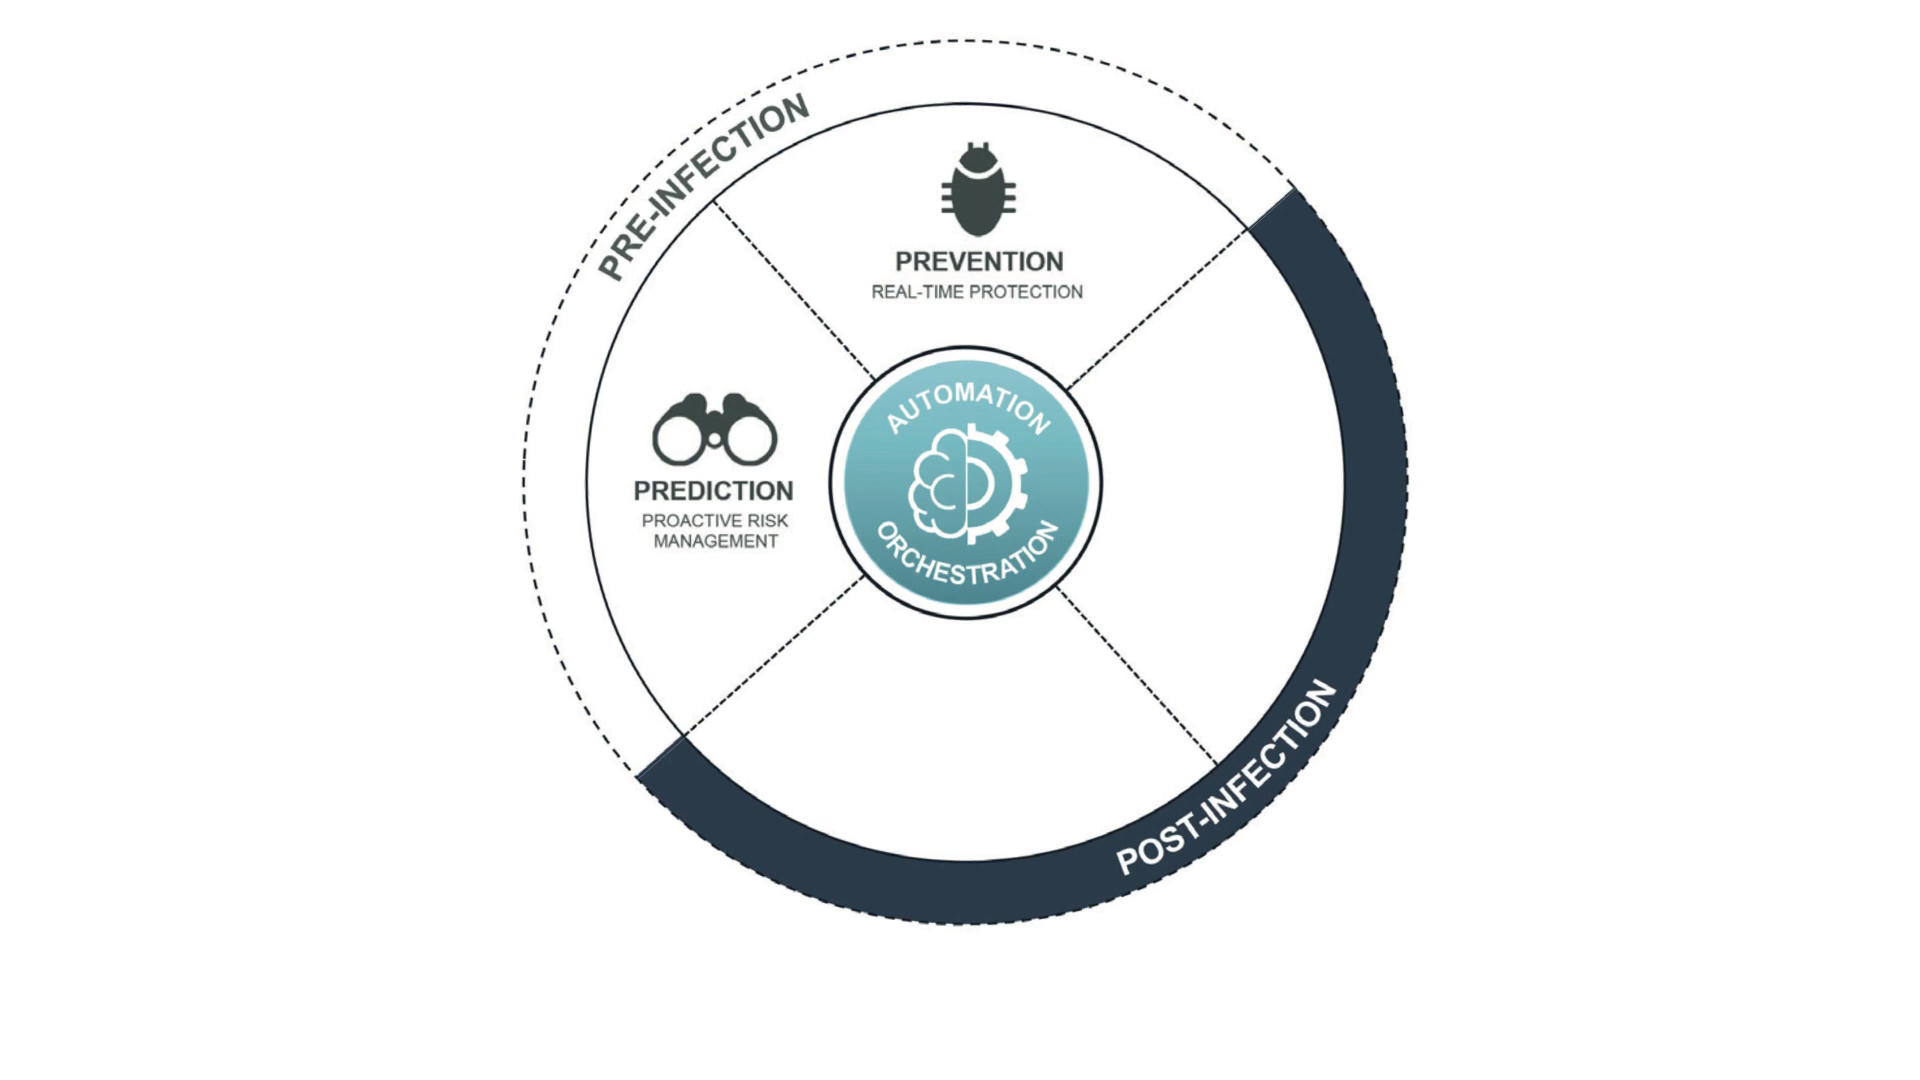 PRE-INFECTION
PREVENTION
REAL-TIME PROTECTION
PREDICTION
PROACTIVE RISK
MANAGEMENT
AUTOMATION
ORCHESTRATION
POST-INFECTION